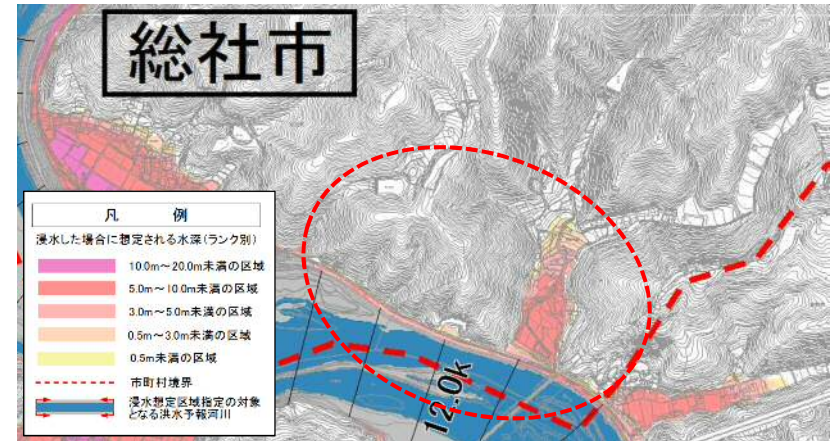 総社市
凡 例
浸水した場合に想定される水深(ランク別)
10.0m~20.0m未満の区域
5.0m~10.0m未満の区域
3.0m~5.0m未満の区域
0.5m~3.0m未満の区域
0.5m未満の区域
市町村境界
浸水想定区域指定の対象
となる洪水予報河川
12.0k